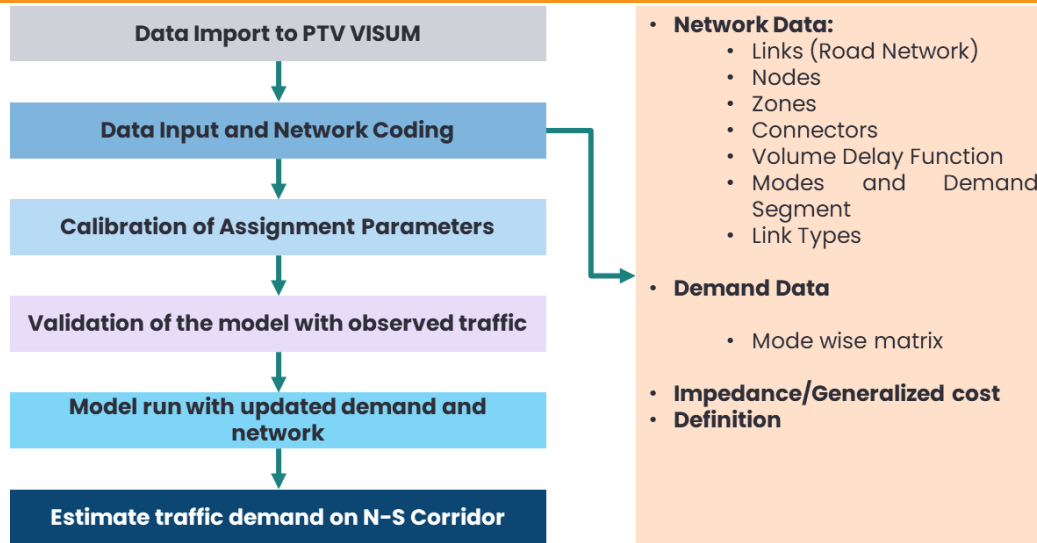 Data Import to PTV VISUM
Data Input and Network Coding
Calibration of Assignment Parameters
Validation of the model with observed traffic
Model run with updated demand and
network
Estimate traffic demand on N-S Corridor
• Network Data:
• Links (Road Network)
• Nodes
• Zones
• Connectors
• Volume Delay Function
• Modes and Demand
Segment
• Link Types
• Demand Data
• Mode wise matrix
• Impedance/Generalized cost
• Definition